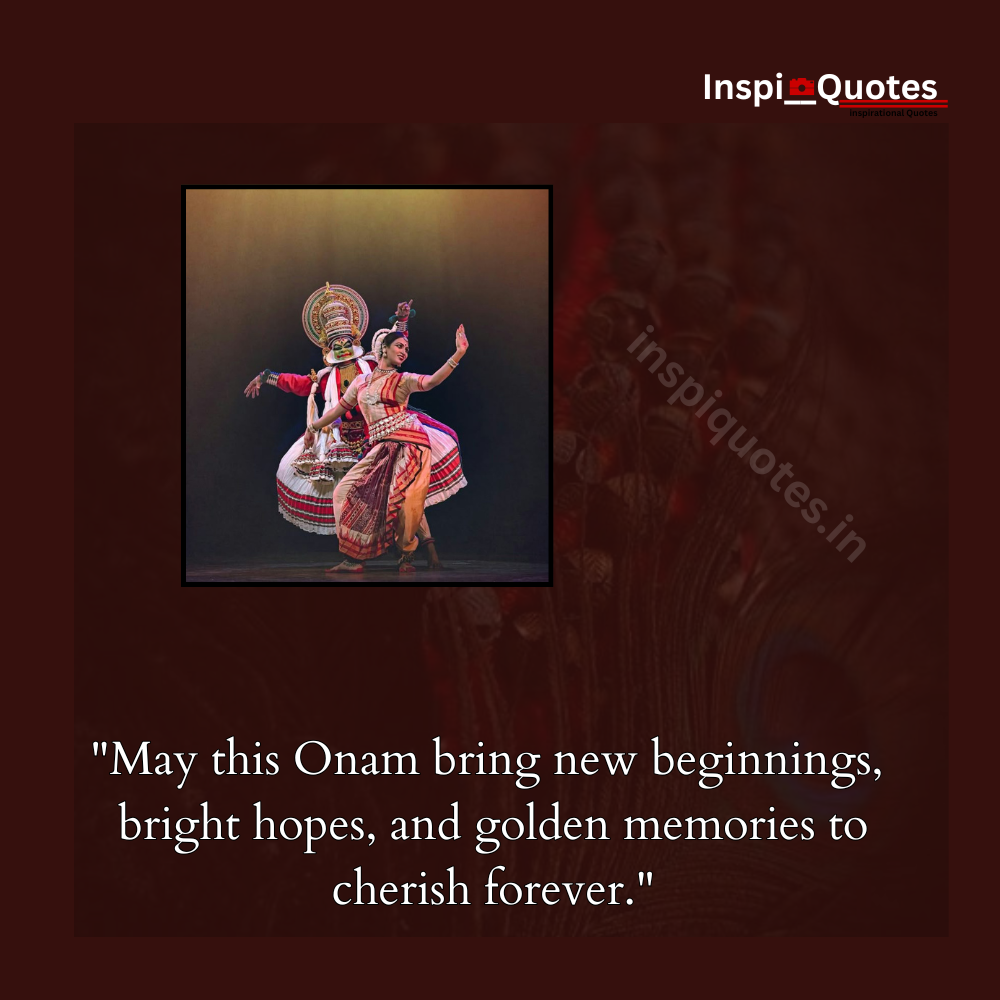 Inspi Quotes
inspirational Quotes
inspiquotes.in
"May this Onam bring new beginnings,
bright hopes, and golden memories to
cherish forever."